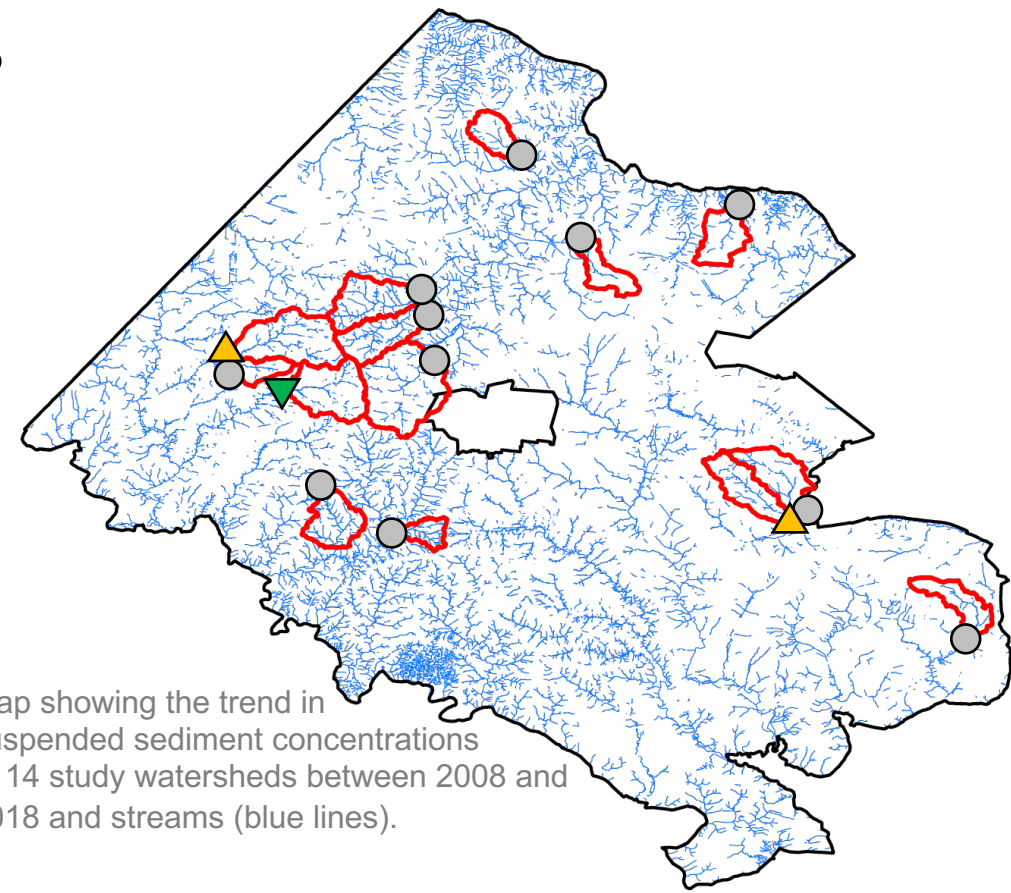 ap showing the trend in
uspended sediment concentrations
14 study watersheds between 2008 and
018 and streams (blue lines).